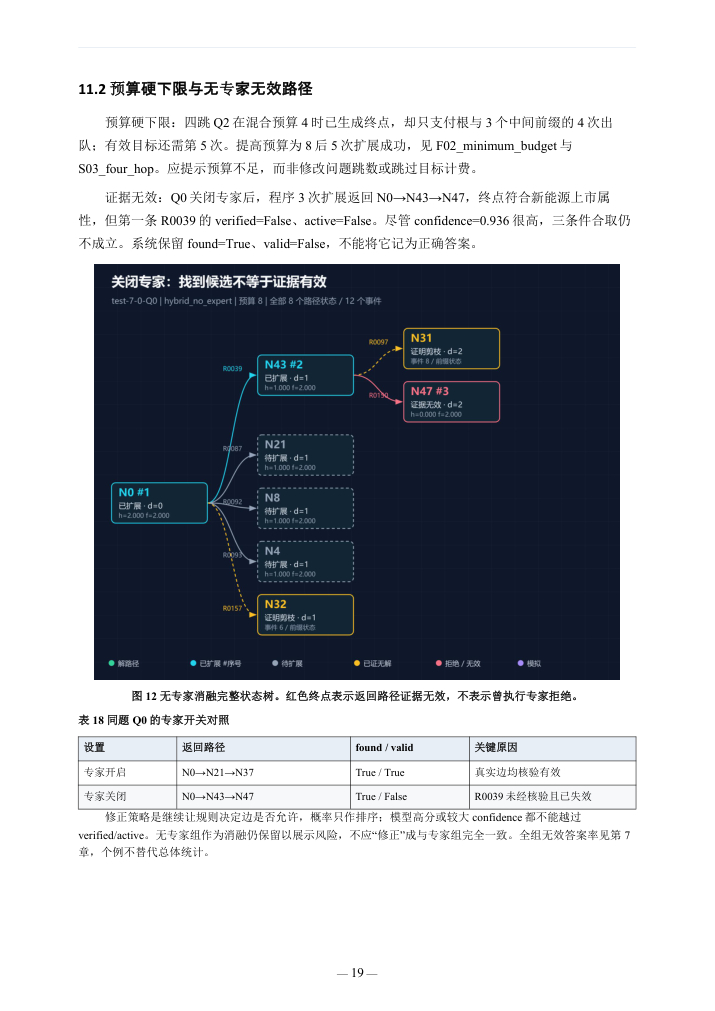 11.2 预算硬下限与无专家无效路径
预算硬下限：四跳 Q2 在混合预算 4 时已生成终点，却只支付根与 3 个中间前缀的 4 次出
队；有效目标还需第 5 次。提高预算为 8 后 5 次扩展成功，见 F02_minimum_budget 与
S03_four_hop。应提示预算不足，而非修改问题跳数或跳过目标计费。
证据无效：Q0 关闭专家后，程序 3 次扩展返回 N0→N43→N47，终点符合新能源上市属
性，但第一条 R0039 的 verified=False、active=False。尽管 confidence=0.936 很高，三条件合取仍
不成立。系统保留 found=True、valid=False，不能将它记为正确答案。
关闭专家：找到候选不等于证据有效
test-7-0-Q0 | hybrid_no_expert | 预算 8 | 全部 8 个路径状态 / 12 个事件
R0097
N31
证明剪枝 · d=2
事件 8 / 前缀状态
R0039
N43 #2
已扩展 · d=1
h=1.000 f=2.000
R0190
N47 #3
证据无效 · d=2
h=0.000 f=2.000
R0087
N21
待扩展 · d=1
h=1.000 f=2.000
N0 #1
已扩展 · d=0
h=2.000 f=2.000
R0092
N8
待扩展 · d=1
h=1.000 f=2.000
R0093
N4
待扩展 · d=1
h=1.000 f=2.000
R0157
N32
证明剪枝 · d=1
事件 6 / 前缀状态
解路径
已扩展 #序号
待扩展
已证无解
拒绝 / 无效
模拟
图 12 无专家消融完整状态树。红色终点表示返回路径证据无效，不表示曾执行专家拒绝。
表 18 同题 Q0 的专家开关对照
设置 返回路径 found / valid 关键原因
专家开启 N0→N21→N37 True / True 真实边均核验有效
专家关闭 N0→N43→N47 True / False R0039 未经核验且已失效
修正策略是继续让规则决定边是否允许，概率只作排序；模型高分或较大 confidence 都不能越过
verified/active。无专家组作为消融仍保留以展示风险，不应“修正”成与专家组完全一致。全组无效答案率见第 7
章，个例不替代总体统计。
— 19 —